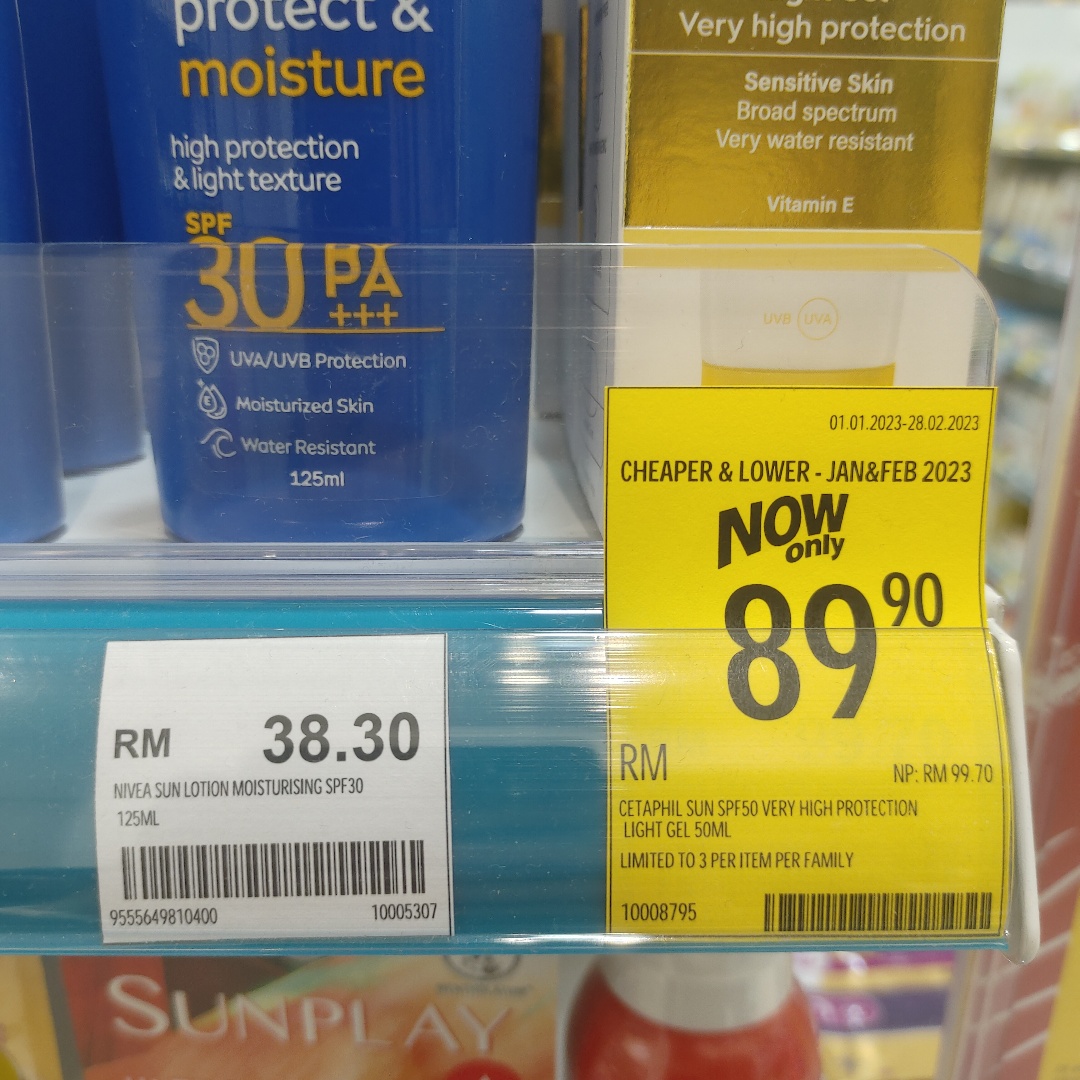 protect &
moisture
high protection
& light texture
SPF
30 PA
+++
UVA/UVB Protection
Moisturized Skin
Water Resistant
125ml
Very high protection
Sensitive Skin
Broad spectrum
Very water resistant
Vitamin E
UVB UVA
01.01.2023-28.02.2023
CHEAPER & LOWER - JAN&FEB 2023
NOW
only
89 90
RM
NP: RM 99.70
CETAPHIL SUN SPF50 VERY HIGH PROTECTION
LIGHT GEL 50ML
LIMITED TO 3 PER ITEM PER FAMILY
10008795
RM 38.30
NIVEA SUN LOTION MOISTURISING SPF30
125ML
9555649810400 10005307
SUNPLAY